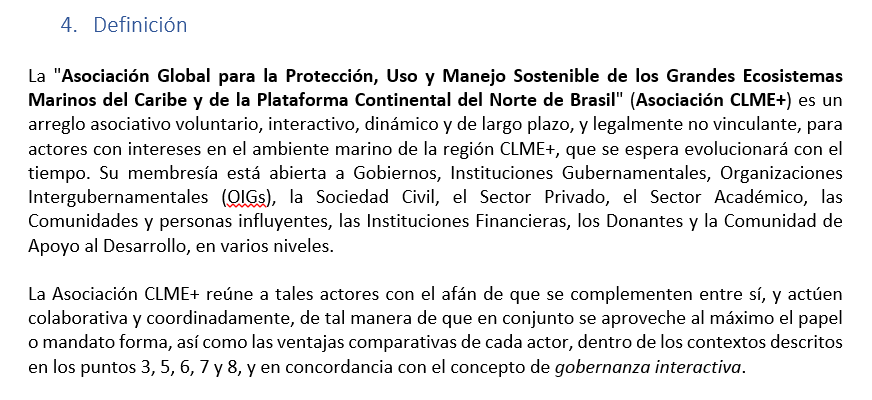 4. Definición
La "Asociación Global para la Protección, Uso y Manejo Sostenible de los Grandes Ecosistemas
Marinos del Caribe y de la Plataforma Continental del Norte de Brasil" (Asociación CLME+) es un
arreglo asociativo voluntario, interactivo, dinámico y de largo plazo, y legalmente no vinculante, para
actores con intereses en el ambiente marino de la región CLME+, que se espera evolucionará con el
tiempo. Su membresía está abierta a Gobiernos, Instituciones Gubernamentales, Organizaciones
Intergubernamentales (OIGs), la Sociedad Civil, el Sector Privado, el Sector Académico, las
Comunidades y personas influyentes, las Instituciones Financieras, los Donantes y la Comunidad de
Apoyo al Desarrollo, en varios niveles.
La Asociación CLME+ reúne a tales actores con el afán de que se complementen entre sí, y actúen
colaborativa y coordinadamente, de tal manera de que en conjunto se aproveche al máximo el papel
o mandato forma, así como las ventajas comparativas de cada actor, dentro de los contextos descritos
en los puntos 3, 5, 6, 7 y 8, y en concordancia con el concepto de gobernanza interactiva.